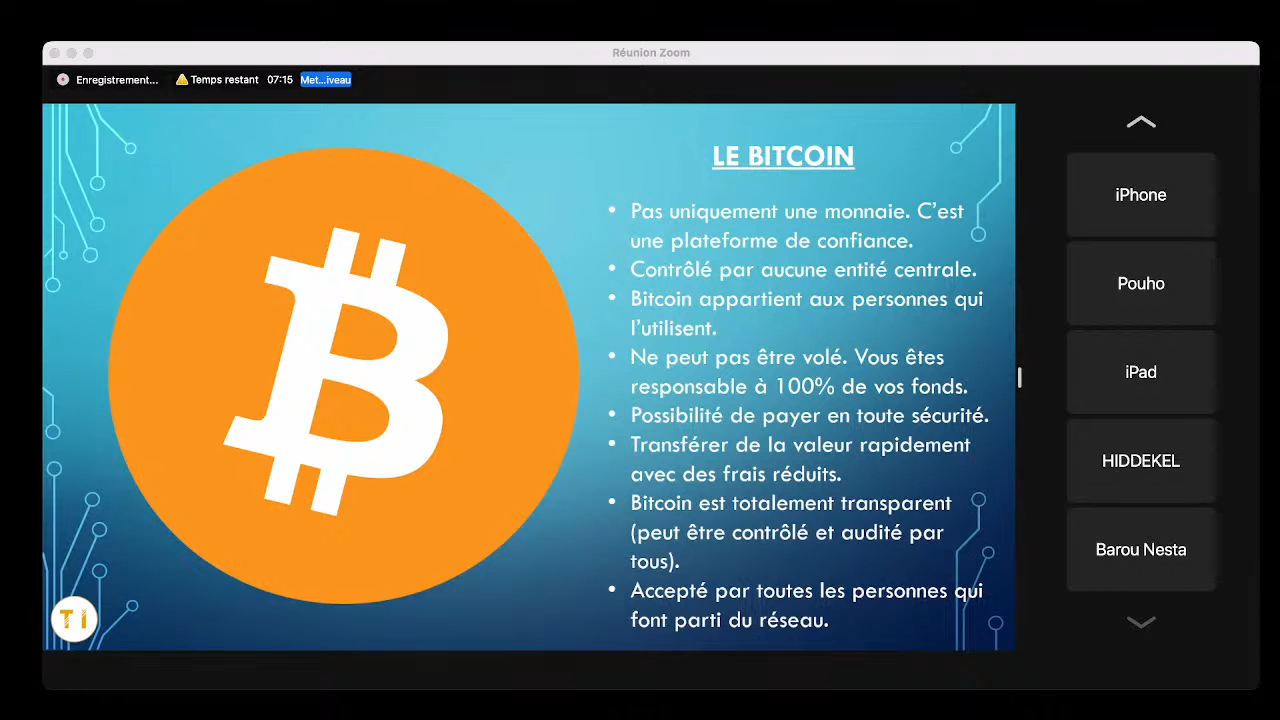 Réunion Zoom
Enregistrement...
Temps restant 07:15 Met...iveau
LE BITCOIN
• Pas uniquement une monnaie. C'est
une plateforme de confiance.
• Contrôlé par aucune entité centrale.
• Bitcoin appartient aux personnes qui
l'utilisent.
• Ne peut pas être volé. Vous êtes
responsable à 100% de vos fonds.
• Possibilité de payer en toute sécurité.
• Transférer de la valeur rapidement
avec des frais réduits.
• Bitcoin est totalement transparent
(peut être contrôlé et audité par
tous).
• Accepté par toutes les personnes qui
font parti du réseau.
TI
iPhone
Pouho
iPad
HIDDEKEL
Barou Nesta